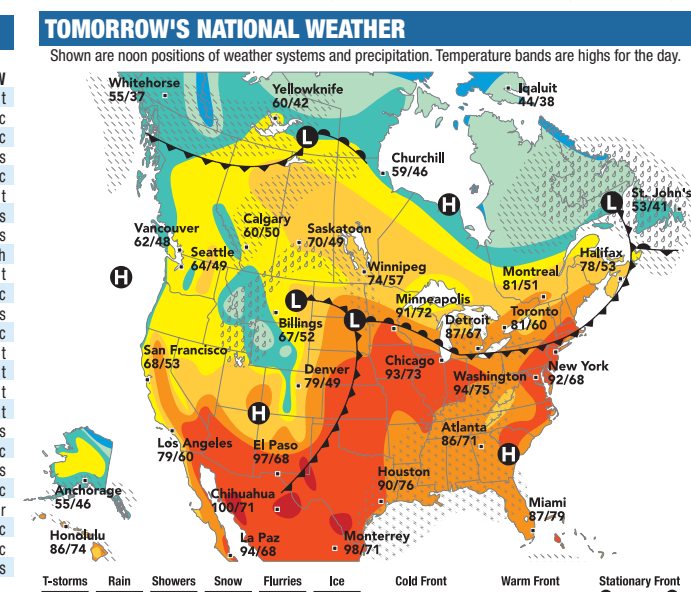 TOMORROW'S NATIONAL WEATHER
Shown are noon positions of weather systems and precipitation. Temperature bands are highs for the day.
Whitehorse
55/37
Yellowknife
60/42
Iqaluit
44/38
L
Churchill
59/46
H
L
St. John's
53/41
Vancouver
62/48
Calgary
60/50
Saskatoon
70/49
Seattle
64/49
Halifax
78/53
H
Winnipeg
74/57
Montreal
81/51
L
Billings
67/52
L
Minneapolis
91/72
Detroit
87/67
Toronto
81/60
San Francisco
68/53
Denver
79/49
Chicago
93/73
Washington
94/75
New York
92/68
H
Los Angeles
79/60
El Paso
97/68
Atlanta
86/71
H
Anchorage
55/46
Chihuahua
100/71
Houston
90/76
Miami
87/79
Honolulu
86/74
La Paz
94/68
Monterrey
98/71
T-storms Rain Showers Snow Flurries Ice Cold Front Warm Front Stationary Front